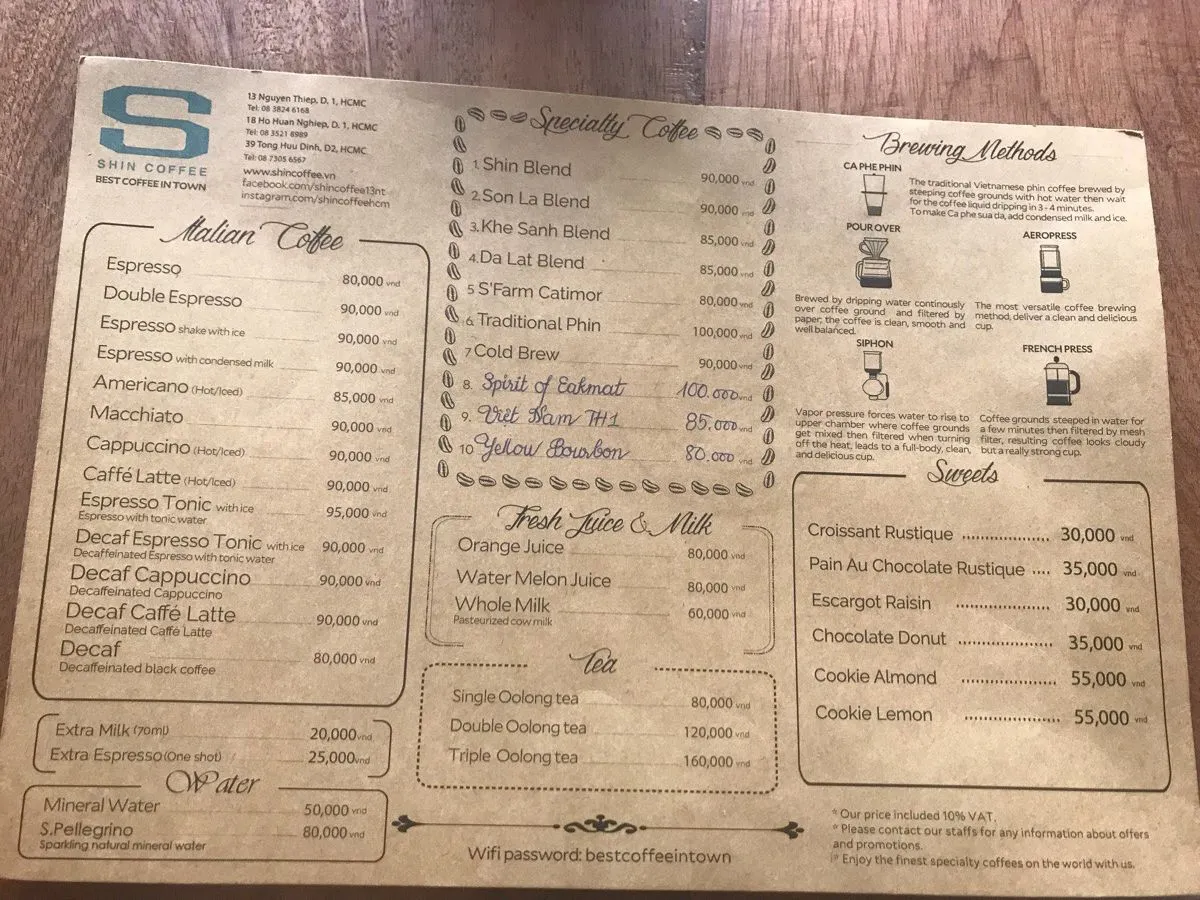 S
SHIN COFFEE
BEST COFFEE IN TOWN
13 Nguyen Thiep, D. 1, HCMC
Tel: 08 3824 6168
18 Ho Huan Nghiep, D. 1, HCMC
Tel: 08 3521 8989
39 Tong Huu Dinh, D2, HCMC
Tel: 08 7305 6567
www.shincoffee.vn
facebook.com/shincoffee13nt
instagram.com/shincoffeehcm
Italian Coffee
Espresso 80,000 vnd
Double Espresso 90,000 vnd
Espresso shake with ice 90,000 vnd
Espresso with condensed milk 90,000 vnd
Americano (Hot/Iced) 85,000 vnd
Macchiato 90,000 vnd
Cappuccino (Hot/Iced) 90,000 vnd
Caffé Latte (Hot/Iced) 90,000 vnd
Espresso Tonic with ice 95,000 vnd
Espresso with tonic water
Decaf Espresso Tonic with ice 90,000 vnd
Decaffeinated Espresso with tonic water
Decaf Cappuccino 90,000 vnd
Decaffeinated Cappuccino
Decaf Caffé Latte 90,000 vnd
Decaffeinated Caffé Latte
Decaf 80,000 vnd
Decaffeinated black coffee
Extra Milk (70ml) 20,000 vnd
Extra Espresso (One shot) 25,000 vnd
Water
Mineral Water 50,000 vnd
S.Pellegrino 80,000 vnd
Sparkling natural mineral water
Specialty Coffee
1. Shin Blend 90,000 vnd
2. Son La Blend 90,000 vnd
3. Khe Sanh Blend 85,000 vnd
4. Da Lat Blend 85,000 vnd
5 S'Farm Catimor 80,000 vnd
6. Traditional Phin 100,000 vnd
7 Cold Brew 90,000 vnd
8. Spirit of Eakmat 100.000 vnd
9. Việt Nam TH1 85.000 vnd
10 Yellow Bourbon 80.000 vnd
Fresh Juice & Milk
Orange Juice 80,000 vnd
Water Melon Juice 80,000 vnd
Whole Milk 60,000 vnd
Pasteurized cow milk
Tea
Single Oolong tea 80,000 vnd
Double Oolong tea 120,000 vnd
Triple Oolong tea 160,000 vnd
Wifi password: bestcoffeeintown
Brewing Methods
CA PHE PHIN
The traditional Vietnamese phin coffee brewed by
steeping coffee grounds with hot water then wait
for the coffee liquid dripping in 3 - 4 minutes.
To make Ca phe sua da, add condensed milk and ice.
POUR OVER
Brewed by dripping water continously
over coffee ground and filtered by
paper; the coffee is clean, smooth and
well balanced.
AEROPRESS
The most versatile coffee brewing
method, deliver a clean and delicious
cup.
SIPHON
Vapor pressure forces water to rise to
upper chamber where coffee grounds
get mixed then filtered when turning
off the heat, leads to a full-body, clean,
and delicious cup.
FRENCH PRESS
Coffee grounds steeped in water for
a few minutes then filtered by mesh
filter, resulting coffee looks cloudy
but a really strong cup.
Sweets
Croissant Rustique .................. 30,000 vnd
Pain Au Chocolate Rustique .... 35,000 vnd
Escargot Raisin ................... 30,000 vnd
Chocolate Donut ................... 35,000 vnd
Cookie Almond ................... 55,000 vnd
Cookie Lemon ................... 55,000 vnd
* Our price included 10% VAT.
* Please contact our staffs for any information about offers
and promotions.
* Enjoy the finest specialty coffees on the world with us.